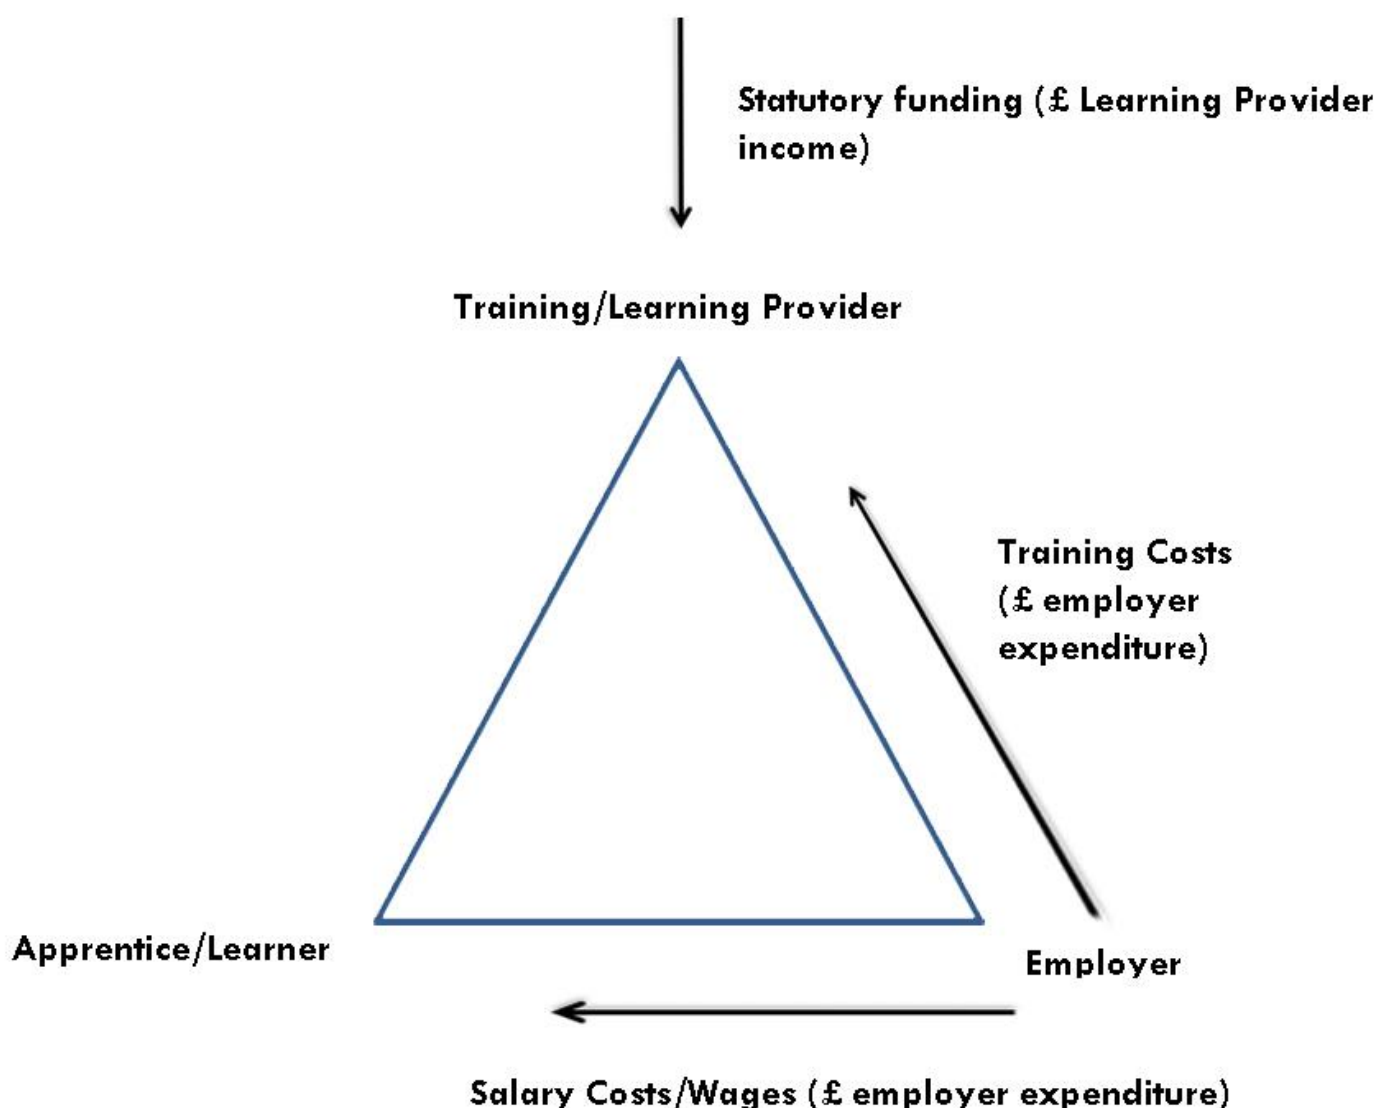 Statutory funding (£ Learning Provider
income)
Training/Learning Provider
Training Costs
(£ employer
expenditure)
Apprentice/Learner
Employer
Salary Costs/Wages (£ employer expenditure)